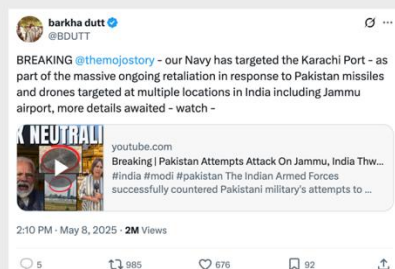 barkha dutt
@BDUTT
BREAKING @themojostory - our Navy has targeted the Karachi Port - as
part of the massive ongoing retaliation in response to Pakistan missiles
and drones targeted at multiple locations in India including Jammu
airport, more details awaited - watch -
K NEUTRALI
youtube.com
Breaking | Pakistan Attempts Attack On Jammu, India Thw...
#india #modi #pakistan The Indian Armed Forces
successfully countered Pakistani military's attempts to ...
2:10 PM · May 8, 2025 · 2M Views
5 985 676 92